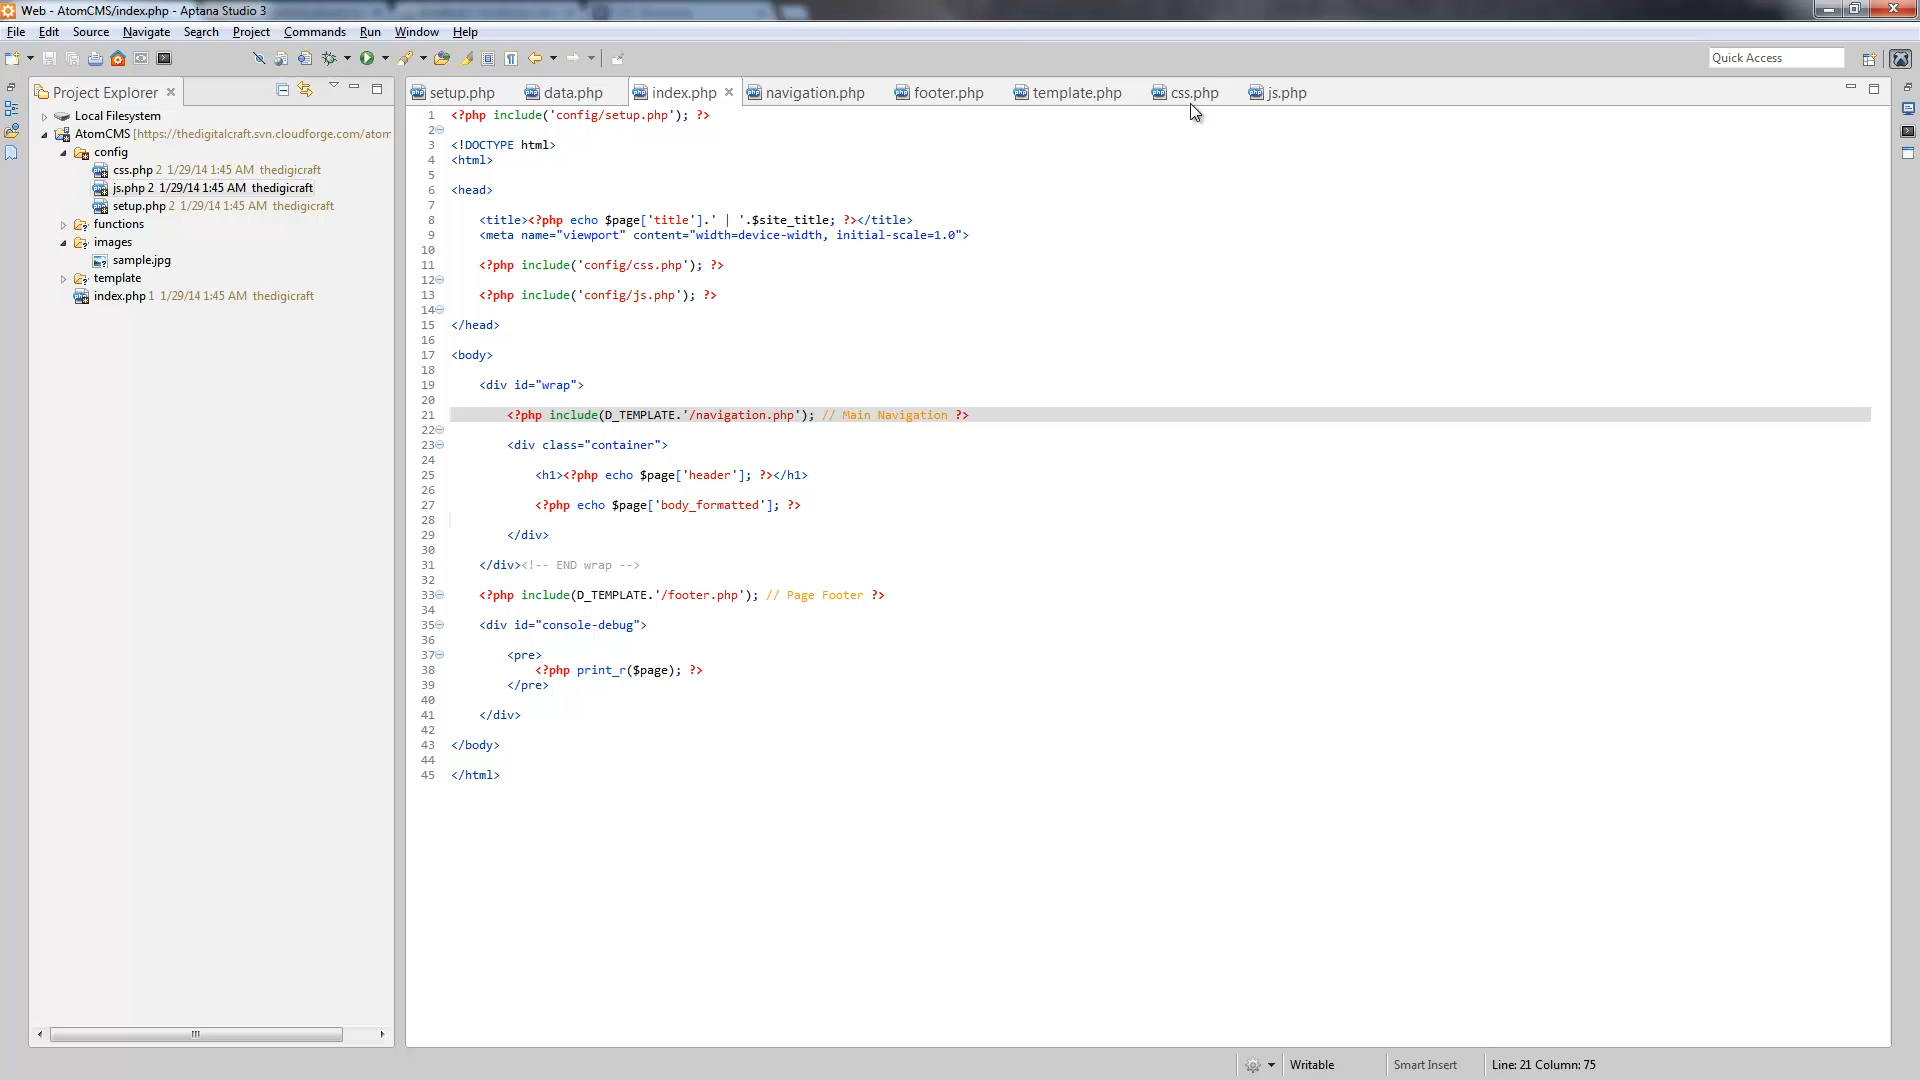 Web - AtomCMS/index.php - Aptana Studio 3
File Edit Source Navigate Search Project Commands Run Window Help
Quick Access
Project Explorer
Local Filesystem
AtomCMS [https://thedigitalcraft.svn.cloudforge.com/atom
config
css.php 2 1/29/14 1:45 AM thedigicraft
js.php 2 1/29/14 1:45 AM thedigicraft
setup.php 2 1/29/14 1:45 AM thedigicraft
functions
images
sample.jpg
template
index.php 1 1/29/14 1:45 AM thedigicraft
setup.php data.php index.php navigation.php footer.php template.php css.php js.php
1 <?php include('config/setup.php'); ?>
2
3 <!DOCTYPE html>
4 <html>
5
6 <head>
7
8 <title><?php echo $page['title'].' | '.$site_title; ?></title>
9 <meta name="viewport" content="width=device-width, initial-scale=1.0">
10
11 <?php include('config/css.php'); ?>
12
13 <?php include('config/js.php'); ?>
14
15 </head>
16
17 <body>
18
19 <div id="wrap">
20
21 <?php include(D_TEMPLATE.'/navigation.php'); // Main Navigation ?>
22
23 <div class="container">
24
25 <h1><?php echo $page['header']; ?></h1>
26
27 <?php echo $page['body_formatted']; ?>
28
29 </div>
30
31 </div><!-- END wrap -->
32
33 <?php include(D_TEMPLATE.'/footer.php'); // Page Footer ?>
34
35 <div id="console-debug">
36
37 <pre>
38 <?php print_r($page); ?>
39 </pre>
40
41 </div>
42
43 </body>
44
45 </html>
Writable Smart Insert Line: 21 Column: 75